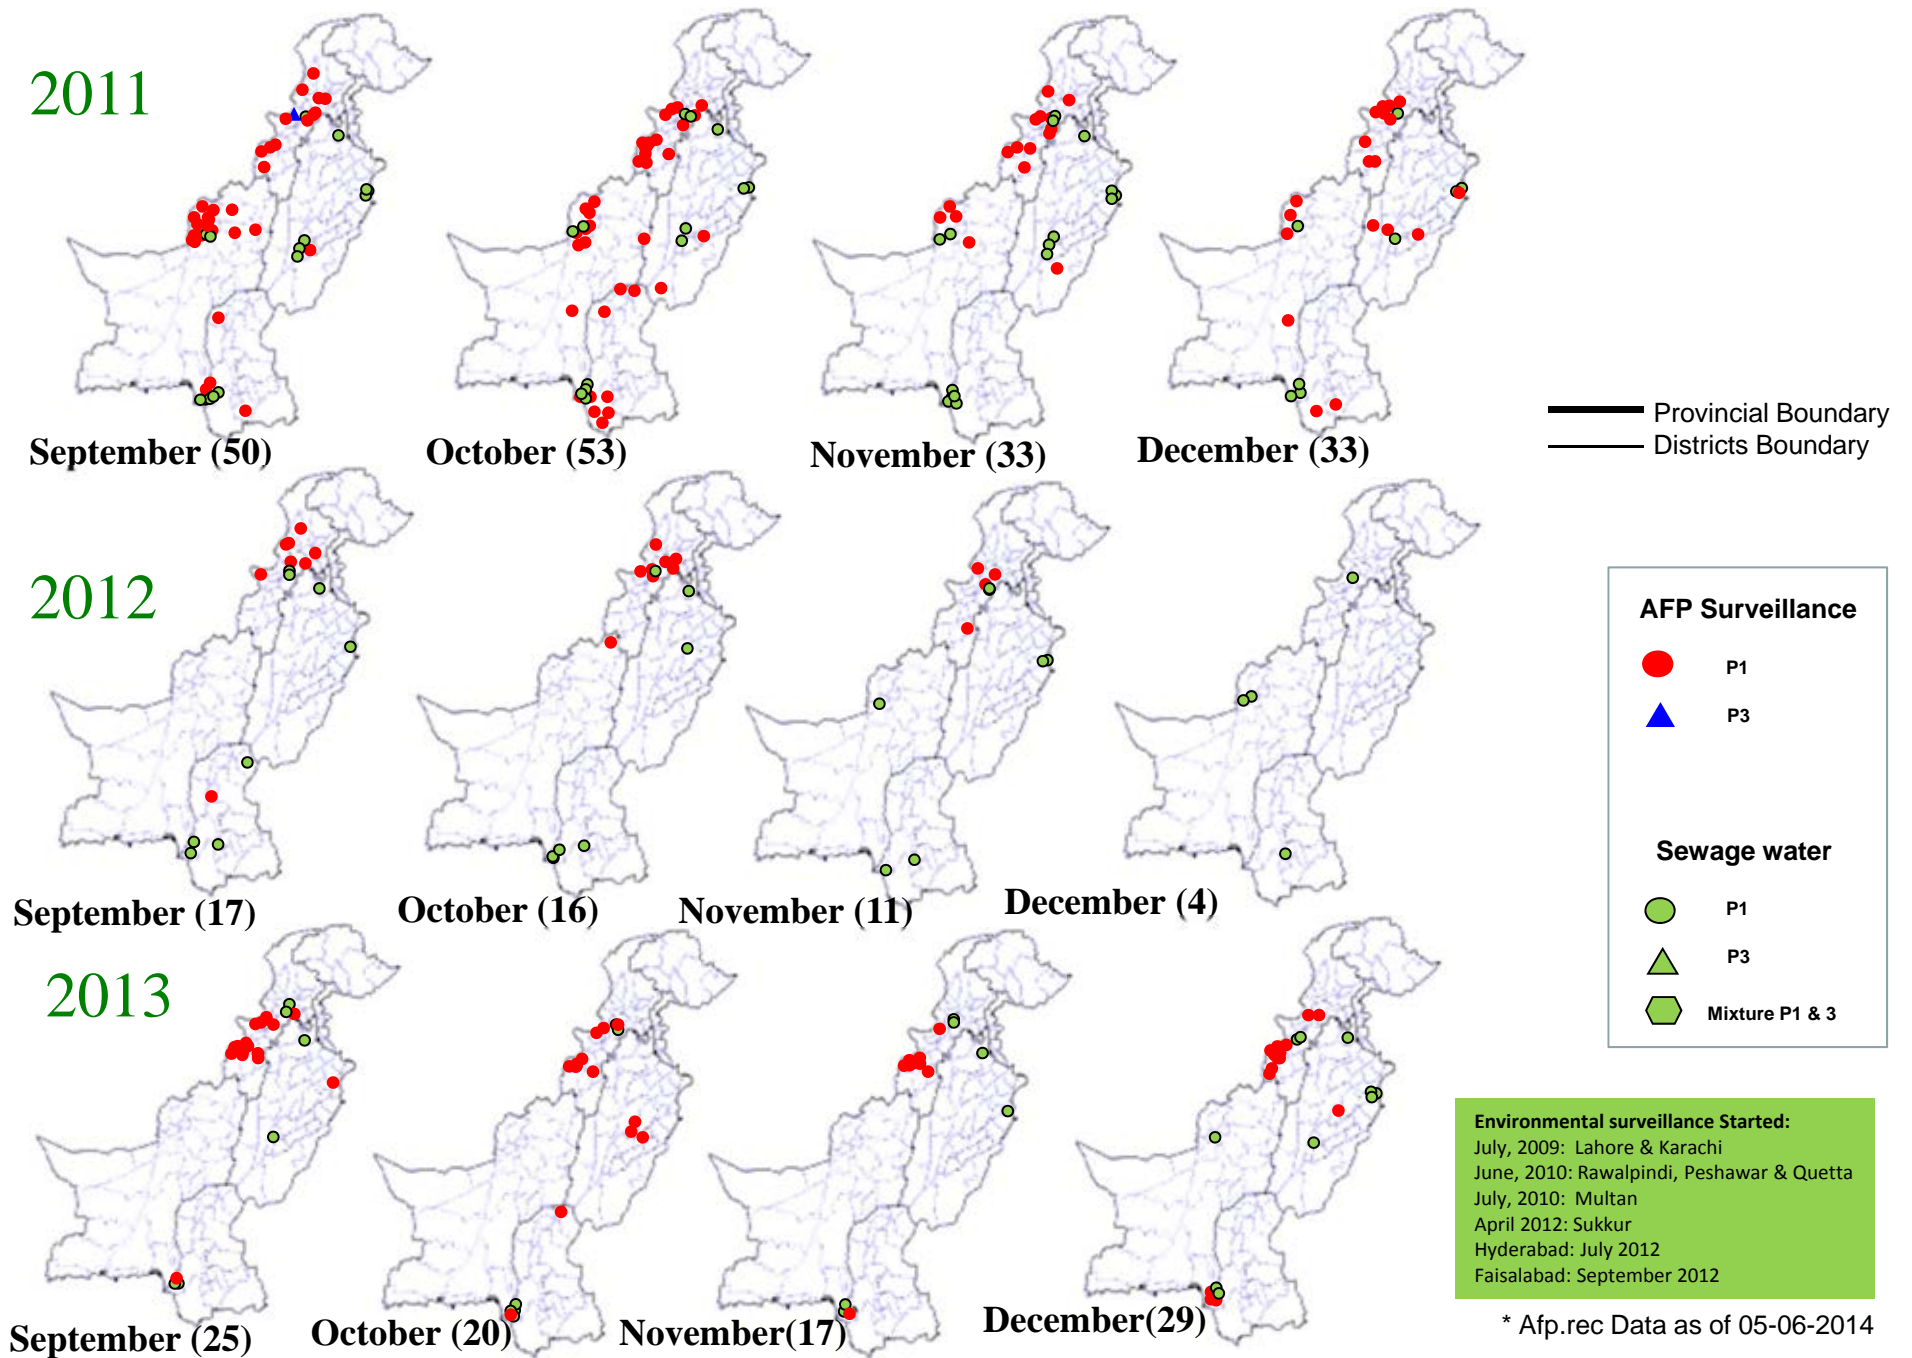 2011
September (50)
October (53)
November (33)
December (33)
Provincial Boundary
Districts Boundary
2012
September (17)
October (16)
November (11)
December (4)
AFP Surveillance
P1
P3
Sewage water
P1
P3
Mixture P1 & 3
2013
September (25)
October (20)
November(17)
December(29)
Environmental surveillance Started:
July, 2009: Lahore & Karachi
June, 2010: Rawalpindi, Peshawar & Quetta
July, 2010: Multan
April 2012: Sukkur
Hyderabad: July 2012
Faisalabad: September 2012
* Afp.rec Data as of 05-06-2014